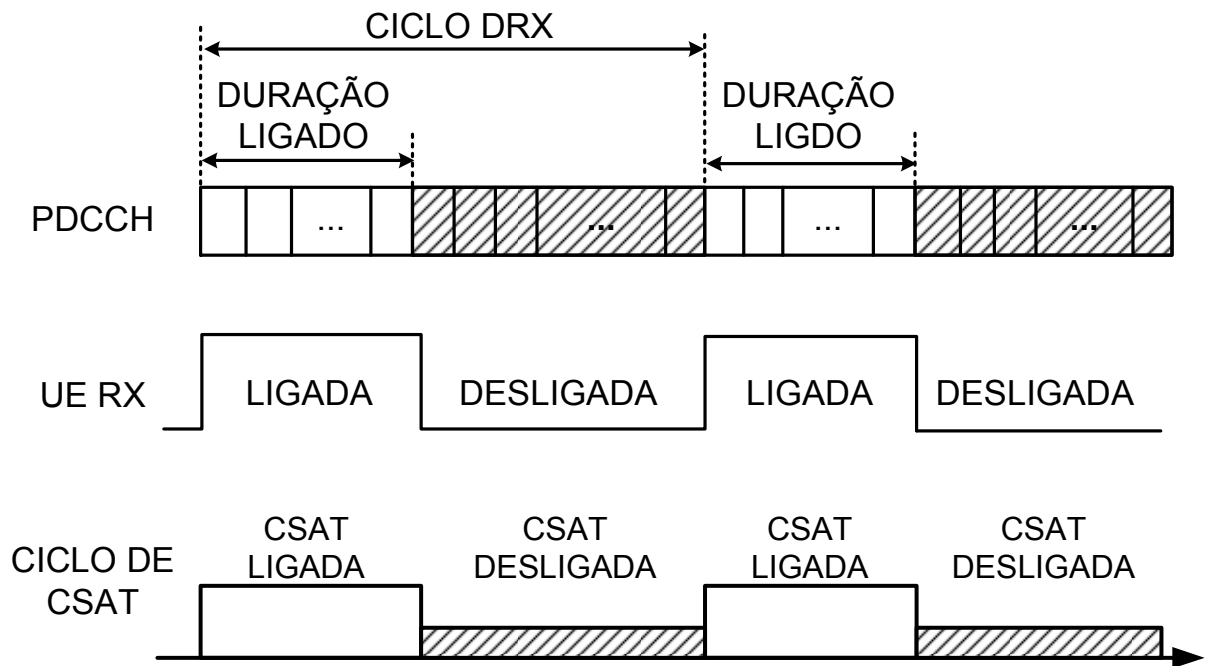 CICLO DRX
DURAÇÃO
LIGADO
DURAÇÃO
LIGDO
PDCCH
...
...
...
...
UE RX
LIGADA
DESLIGADA
LIGADA
DESLIGADA
CICLO DE
CSAT
CSAT
LIGADA
CSAT
DESLIGADA
CSAT
LIGADA
CSAT
DESLIGADA